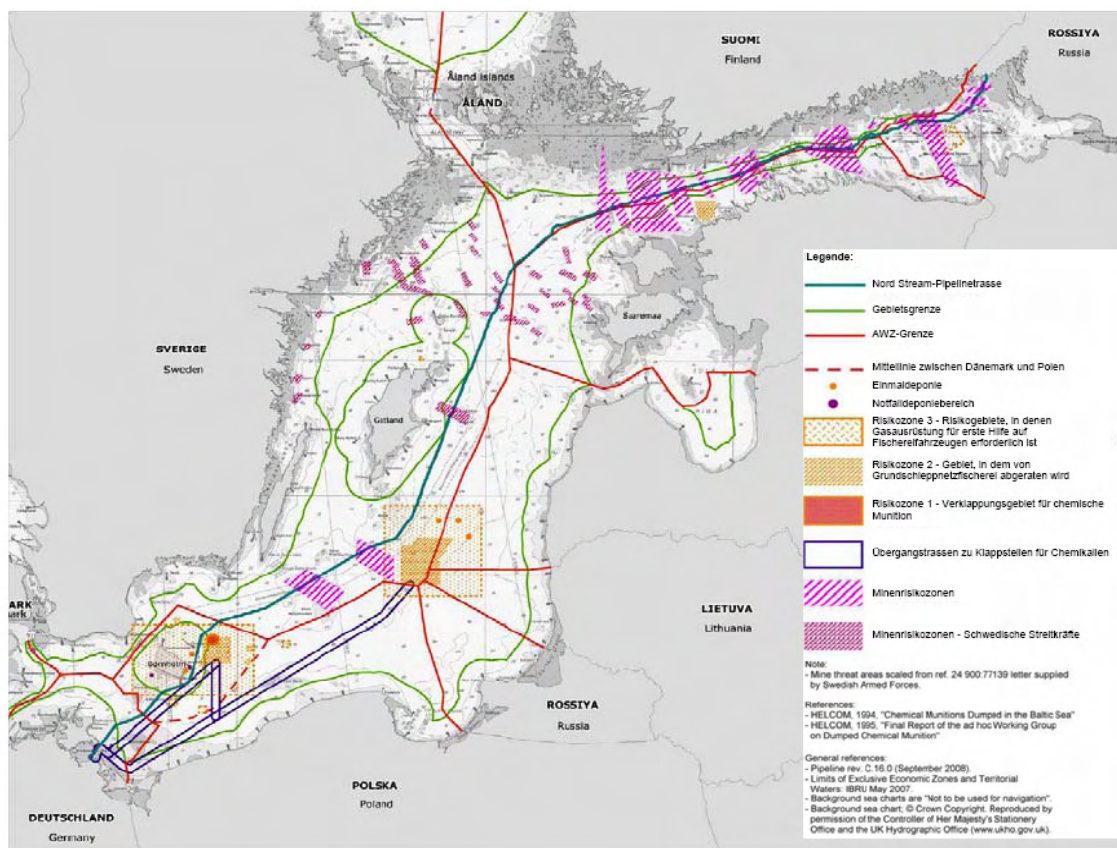 SUOMI
Finland
ROSSIYA
Russia
Åland Islands
ÅLAND
SVERIGE
Sweden
Saaremaa
Gotland
LIETUVA
Lithuania
ARK
mark
Bornholm
ROSSIYA
Russia
POLSKA
Poland
DEUTSCHLAND
Germany
Legende:
Nord Stream-Pipelinetrasse
Gebietsgrenze
AWZ-Grenze
Mittellinie zwischen Dänemark und Polen
Einmaldeponie
Notfalldeponiebereich
Risikozone 3 - Risikogebiete, in denen
Gasausrüstung für erste Hilfe auf
Fischereifahrzeugen erforderlich ist
Risikozone 2 - Gebiet, in dem von
Grundschleppnetzfischerei abgeraten wird
Risikozone 1 - Verklappungsgebiet für chemische
Munition
Übergangstrassen zu Klappstellen für Chemikalien
Minenrisikozonen
Minenrisikozonen - Schwedische Streitkräfte
Note:
- Mine threat areas scaled from ref. 24 900:77139 letter supplied
by Swedish Armed Forces.
References:
- HELCOM, 1994, "Chemical Munitions Dumped in the Baltic Sea"
- HELCOM, 1995, "Final Report of the ad hoc Working Group
on Dumped Chemical Munition"
General references:
- Pipeline rev. C.16.0 (September 2008).
- Limits of Exclusive Economic Zones and Territorial
Waters: IBRU May 2007.
- Background sea charts are "Not to be used for navigation".
- Background sea chart; © Crown Copyright. Reproduced by
permission of the Controller of Her Majesty's Stationery
Office and the UK Hydrographic Office (www.ukho.gov.uk).